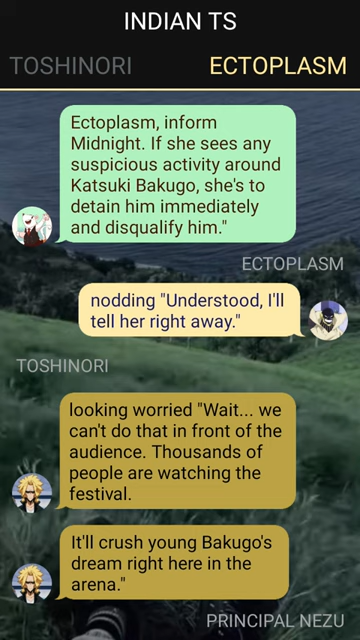 INDIAN TS
TOSHINORI
ECTOPLASM
Ectoplasm, inform
Midnight. If she sees any
suspicious activity around
Katsuki Bakugo, she's to
detain him immediately
and disqualify him."
ECTOPLASM
nodding "Understood, I'll
tell her right away."
TOSHINORI
looking worried "Wait... we
can't do that in front of the
audience. Thousands of
people are watching the
festival.
It'll crush young Bakugo's
dream right here in the
arena."
PRINCIPAL NEZU